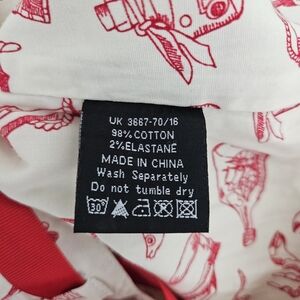 UK 3667-70/16
98% COTTON
2% ELASTANE
MADE IN CHINA
Wash Separately
Do not tumble dry
30°